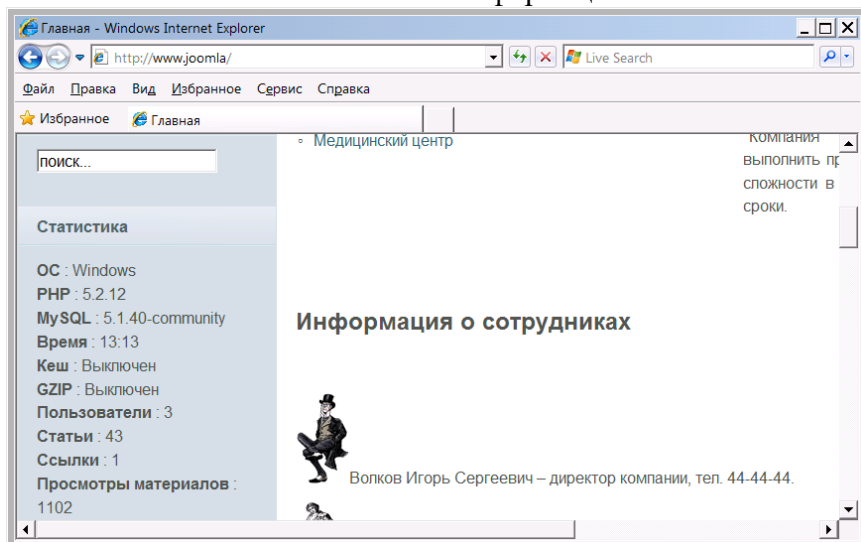 Главная - Windows Internet Explorer
http://www.joomla/
Live Search
Файл Правка Вид Избранное Сервис Справка
Избранное Главная
поиск...
Статистика
ОС : Windows
PHP : 5.2.12
MySQL : 5.1.40-community
Время : 13:13
Кеш : Выключен
GZIP : Выключен
Пользователи : 3
Статьи : 43
Ссылки : 1
Просмотры материалов :
1102
Медицинский центр
Компания
выполнить пр
сложности в
сроки.
Информация о сотрудниках
Волков Игорь Сергеевич – директор компании, тел. 44-44-44.